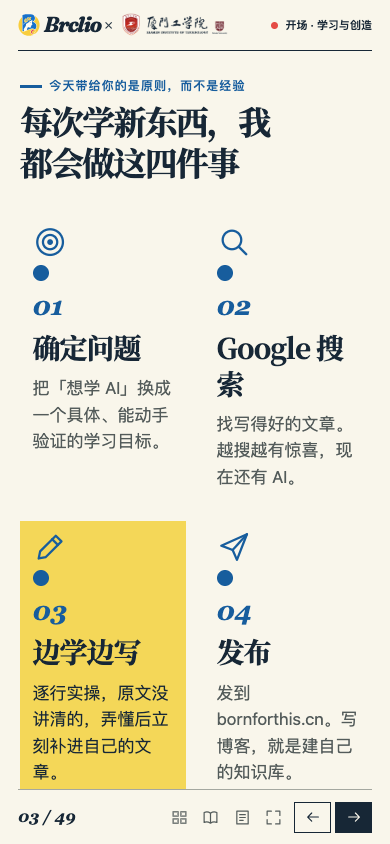 Brclio × 厦门工学院
XIAMEN INSTITUTE OF TECHNOLOGY
开场 · 学习与创造
今天带给你的是原则，而不是经验
每次学新东西，我
都会做这四件事
01
确定问题
把「想学 AI」换成
一个具体、能动手
验证的学习目标。
02
Google 搜
索
找写得好的文章。
越搜越有惊喜，现
在还有 AI。
03
边学边写
逐行实操，原文没
讲清的，弄懂后立
刻补进自己的文
章。
04
发布
发到
bornforthis.cn。写
博客，就是建自己
的知识库。
03 / 49